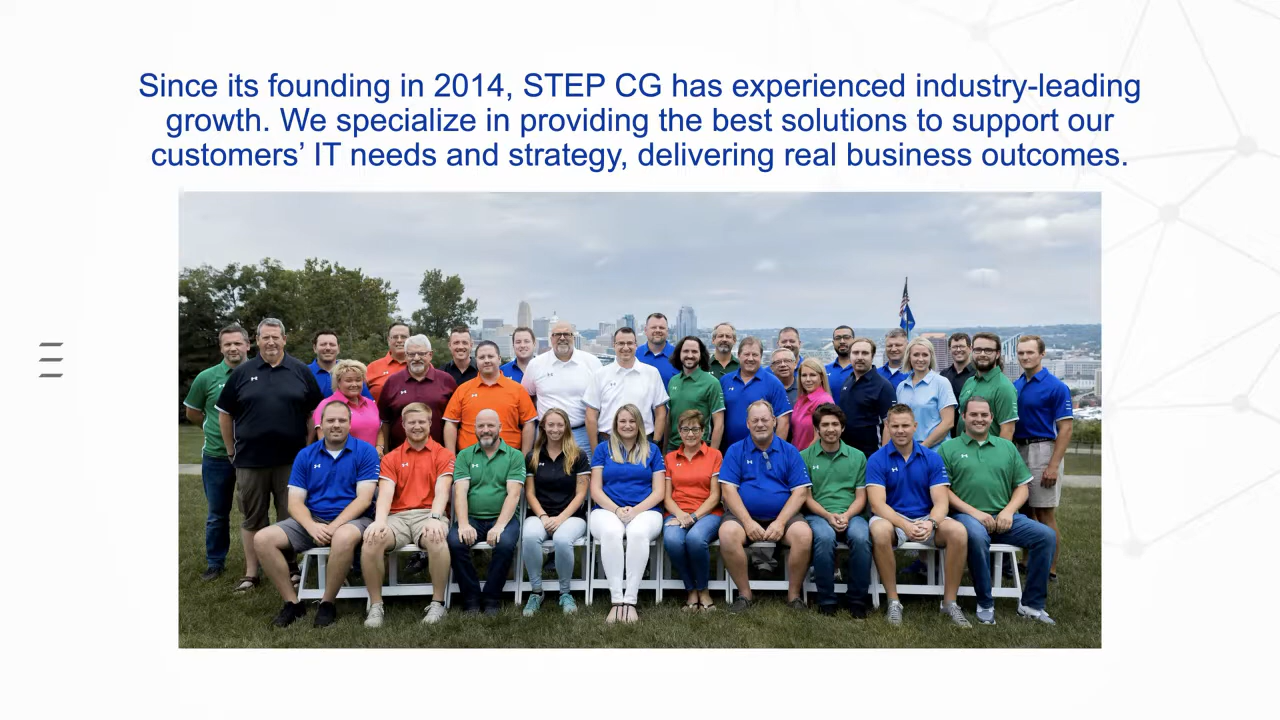 Since its founding in 2014, STEP CG has experienced industry-leading
growth. We specialize in providing the best solutions to support our
customers’ IT needs and strategy, delivering real business outcomes.